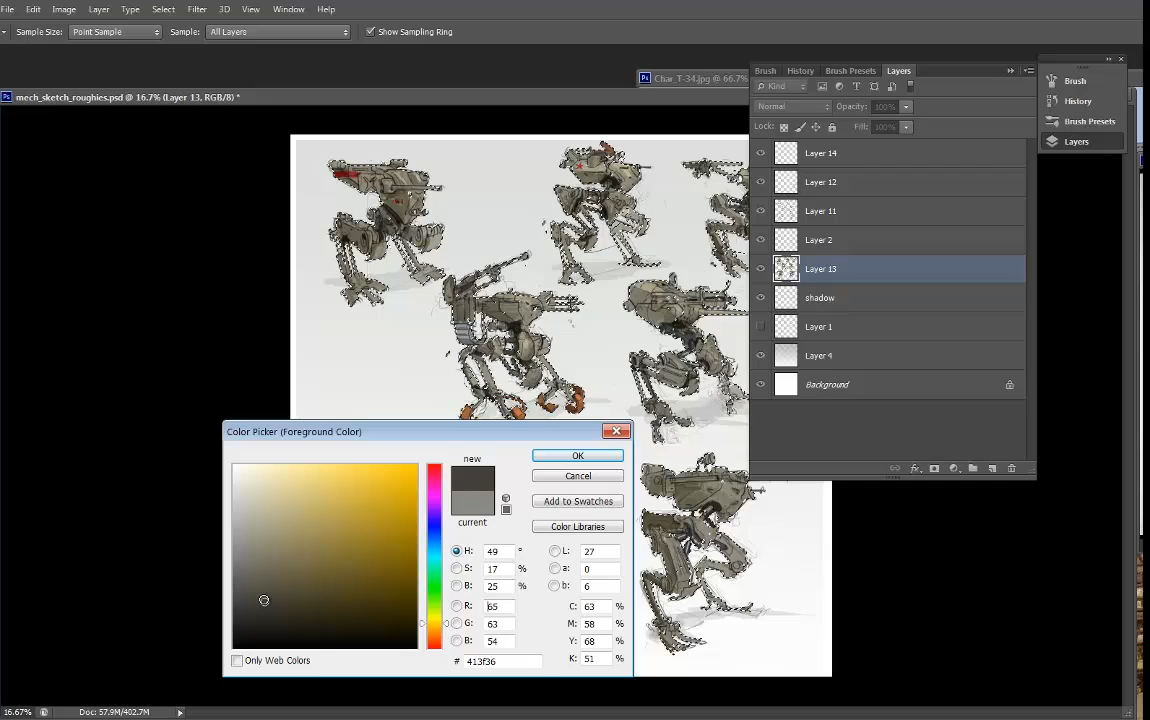 File Edit Image Layer Type Select Filter 3D View Window Help
Sample Size: Point Sample Sample: All Layers Show Sampling Ring
Char_T-34.jpg @ 66.7%
mech_sketch_roughies.psd @ 16.7% (Layer 13, RGB/8) *
Brush History Brush Presets Layers
Kind
Normal Opacity: 100%
Lock: Fill: 100%
Layer 14
Layer 12
Layer 11
Layer 2
Layer 13
shadow
Layer 1
Layer 4
Background
Brush
History
Brush Presets
Layers
Color Picker (Foreground Color)
new
current
OK
Cancel
Add to Swatches
Color Libraries
H: 49 °
S: 17 %
B: 25 %
R: 65
G: 63
B: 54
# 413f36
L: 27
a: 0
b: 6
C: 63 %
M: 58 %
Y: 68 %
K: 51 %
Only Web Colors
16.67% Doc: 57.9M/402.7M